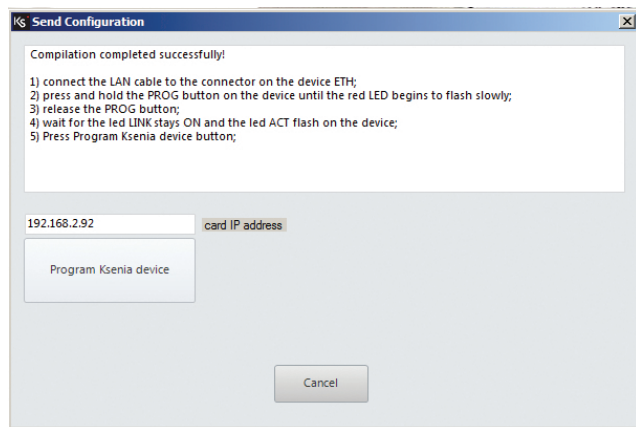 Ks Send Configuration
Compilation completed successfully!
1) connect the LAN cable to the connector on the device ETH;
2) press and hold the PROG button on the device until the red LED begins to flash slowly;
3) release the PROG button;
4) wait for the led LINK stays ON and the led ACT flash on the device;
5) Press Program Ksenia device button;
192.168.2.92 card IP address
Program Ksenia device
Cancel